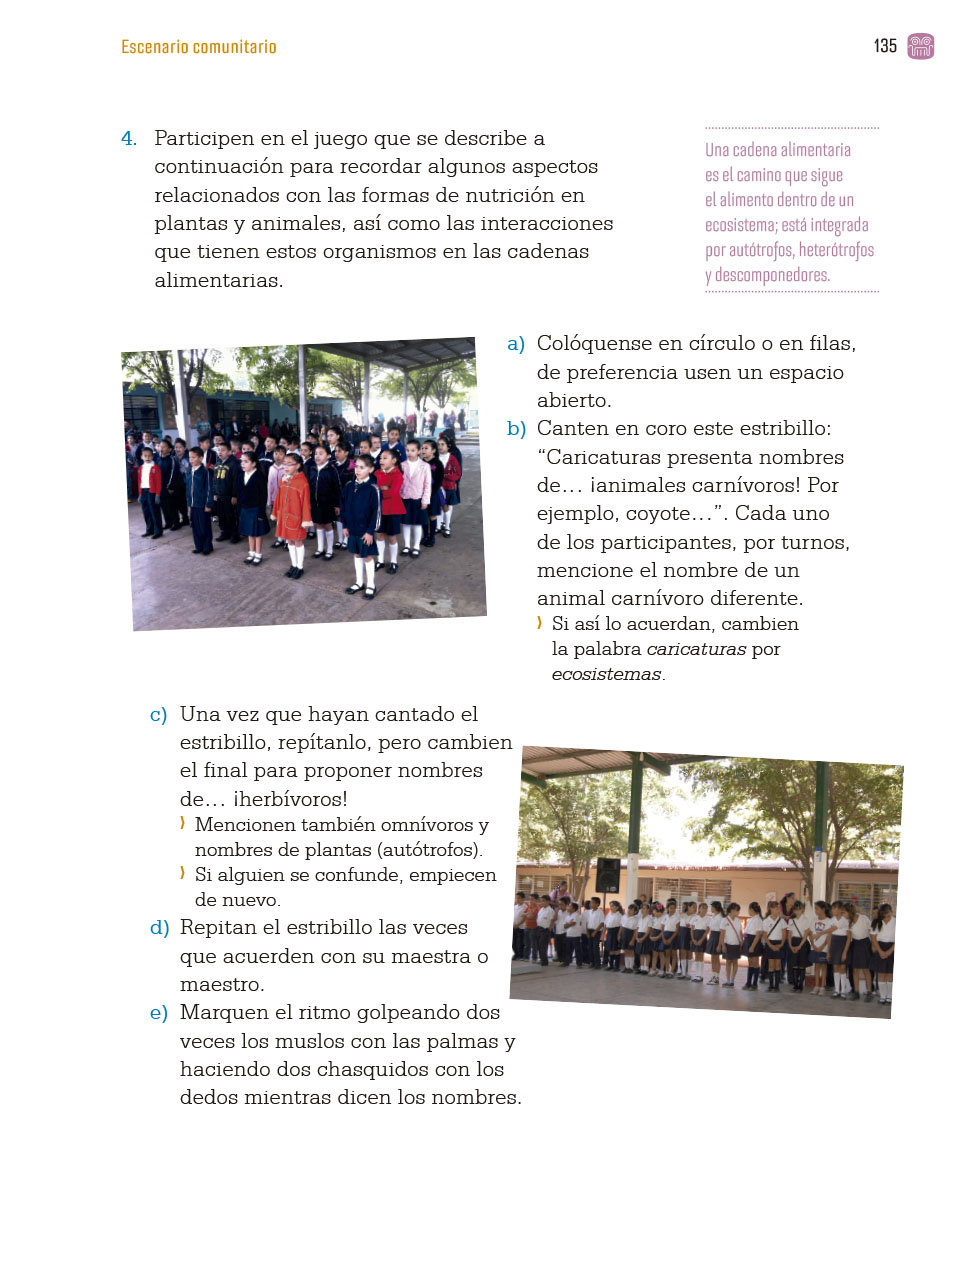 Escenario comunitario
135
4. Participen en el juego que se describe a
continuación para recordar algunos aspectos
relacionados con las formas de nutrición en
plantas y animales, así como las interacciones
que tienen estos organismos en las cadenas
alimentarias.
Una cadena alimentaria
es el camino que sigue
el alimento dentro de un
ecosistema; está integrada
por autótrofos, heterótrofos
y descomponedores.
a) Colóquense en círculo o en filas,
de preferencia usen un espacio
abierto.
b) Canten en coro este estribillo:
“Caricaturas presenta nombres
de… ¡animales carnívoros! Por
ejemplo, coyote…”. Cada uno
de los participantes, por turnos,
mencione el nombre de un
animal carnívoro diferente.
⟩ Si así lo acuerdan, cambien
la palabra caricaturas por
ecosistemas.
c) Una vez que hayan cantado el
estribillo, repítanlo, pero cambien
el final para proponer nombres
de… ¡herbívoros!
⟩ Mencionen también omnívoros y
nombres de plantas (autótrofos).
⟩ Si alguien se confunde, empiecen
de nuevo.
d) Repitan el estribillo las veces
que acuerden con su maestra o
maestro.
e) Marquen el ritmo golpeando dos
veces los muslos con las palmas y
haciendo dos chasquidos con los
dedos mientras dicen los nombres.